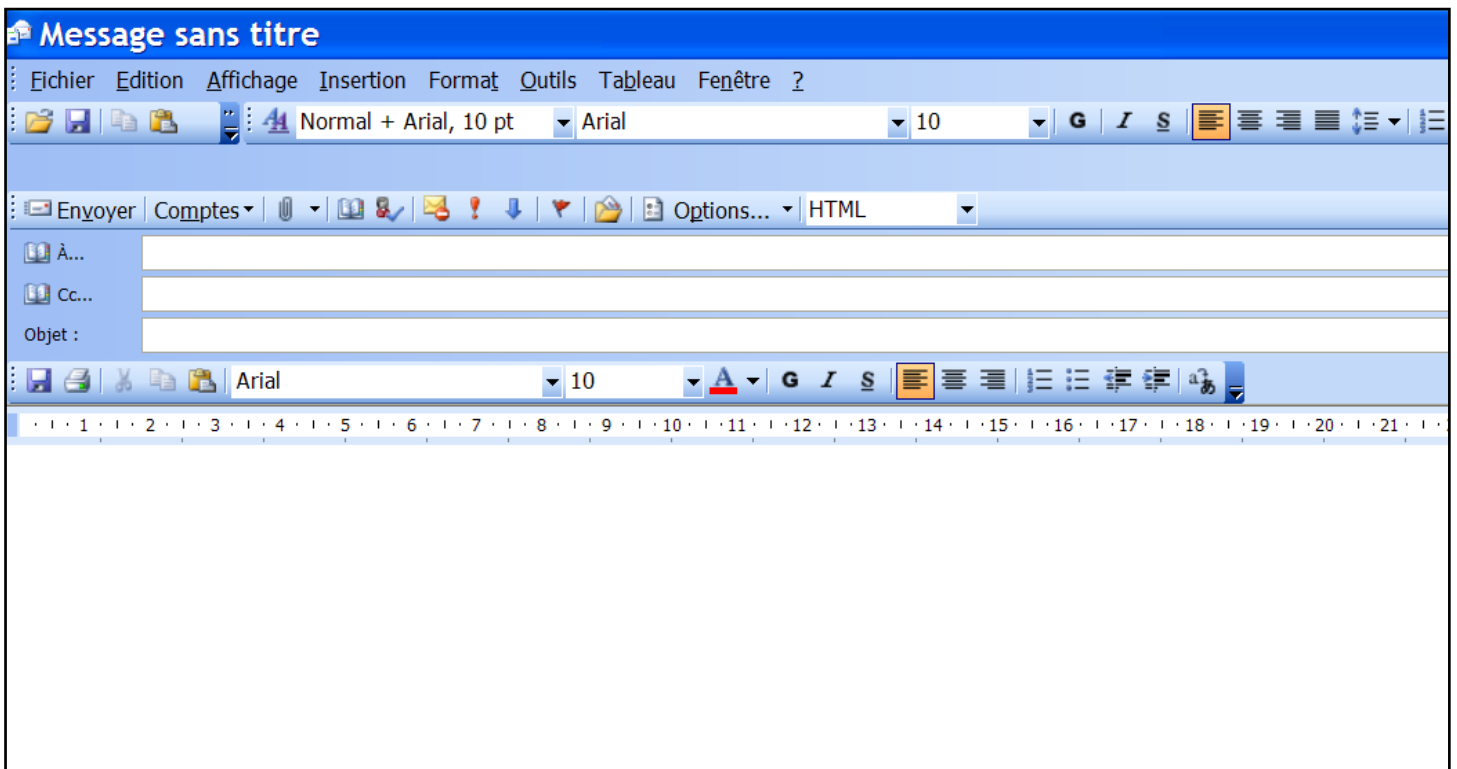 Message sans titre
Fichier Edition Affichage Insertion Format Outils Tableau Fenêtre ?
Normal + Arial, 10 pt Arial 10 G I S
Envoyer Comptes Options... HTML
À...
Cc...
Objet :
Arial 10 A G I S
1 2 3 4 5 6 7 8 9 10 11 12 13 14 15 16 17 18 19 20 21